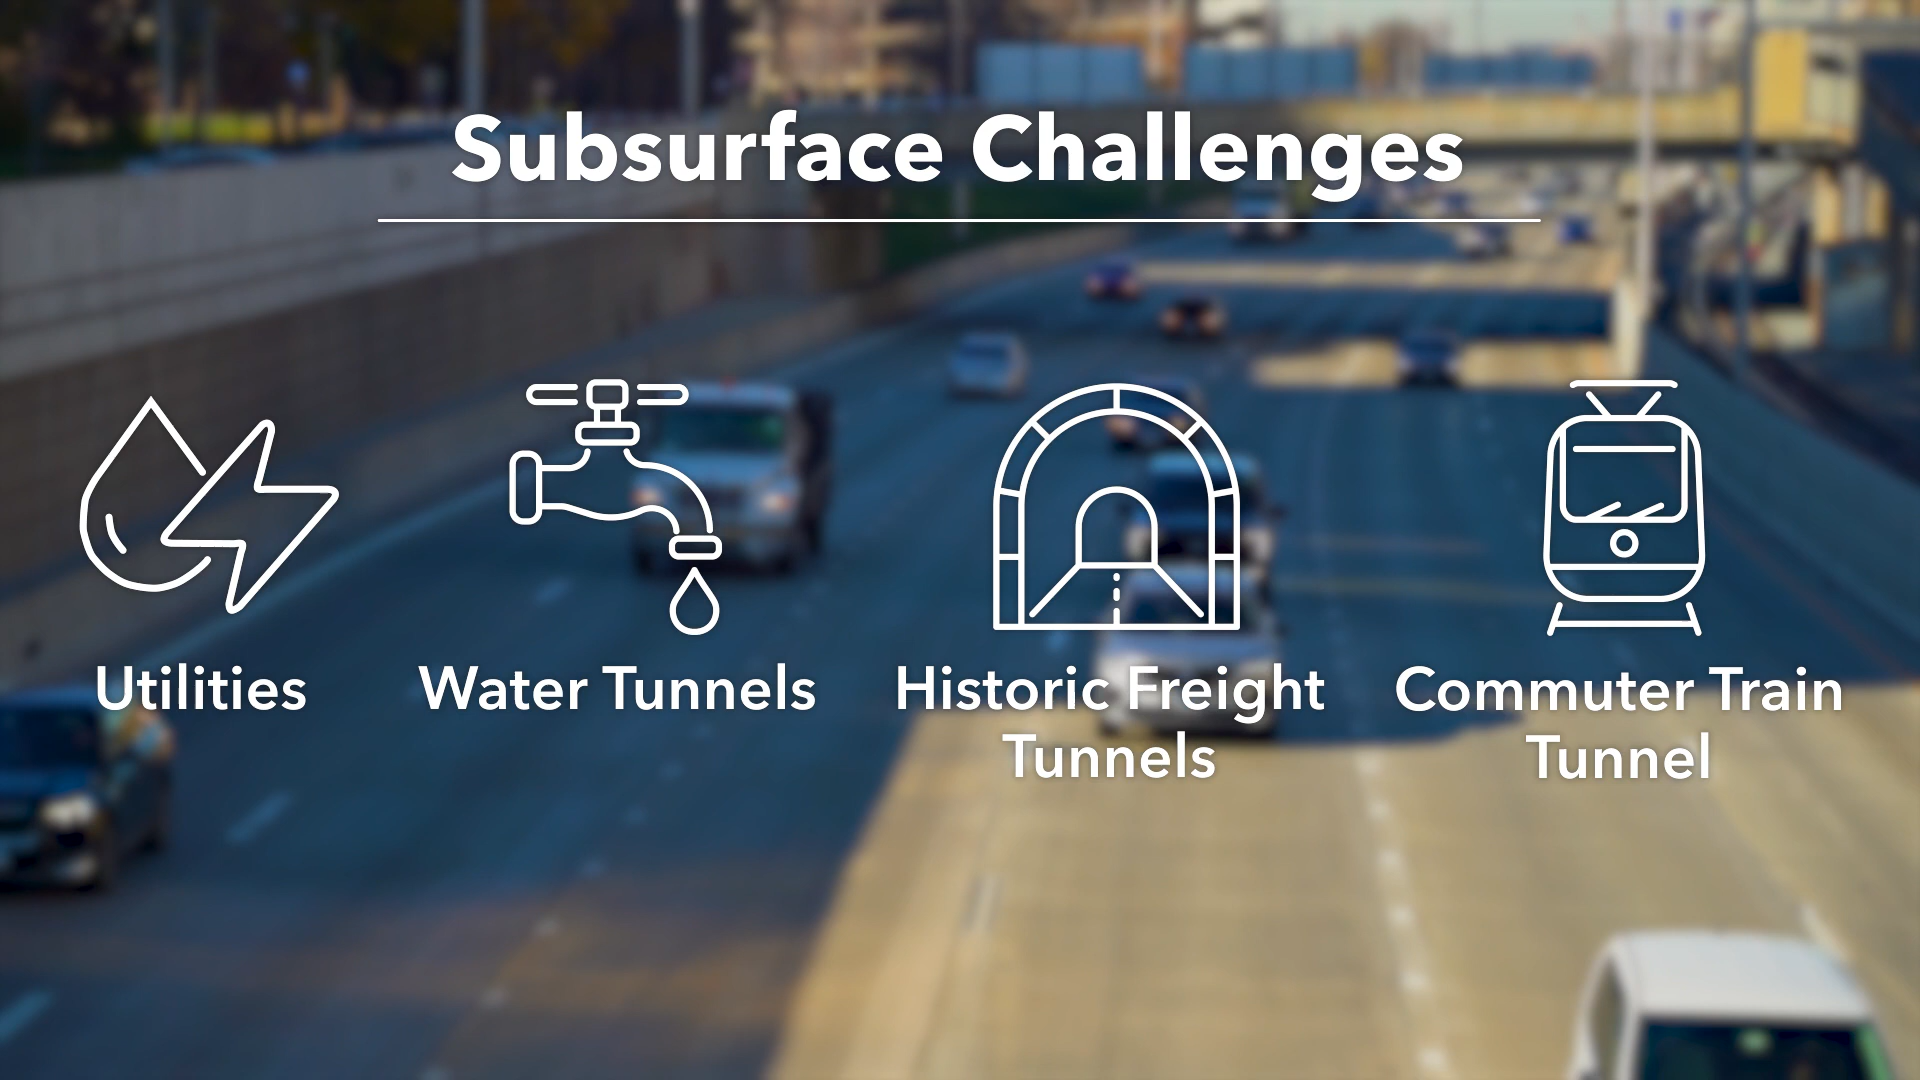 Subsurface Challenges
Utilities
Water Tunnels
Historic Freight
Tunnels
Commuter Train
Tunnel